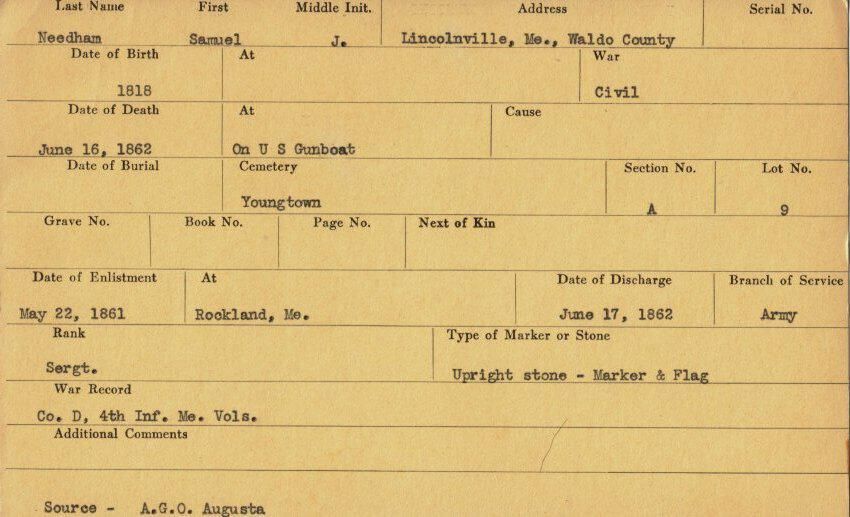 Last Name First Middle Init. Address Serial No.
Needham Samuel J. Lincolnville, Me., Waldo County
Date of Birth At War
1818 Civil
Date of Death At Cause
June 16, 1862 On U S Gunboat
Date of Burial Cemetery Section No. Lot No.
Youngtown A 9
Grave No. Book No. Page No. Next of Kin
Date of Enlistment At Date of Discharge Branch of Service
May 22, 1861 Rockland, Me. June 17, 1862 Army
Rank Type of Marker or Stone
Sergt. Upright stone - Marker & Flag
War Record
Co. D, 4th Inf. Me. Vols.
Additional Comments
Source - A.G.O. Augusta